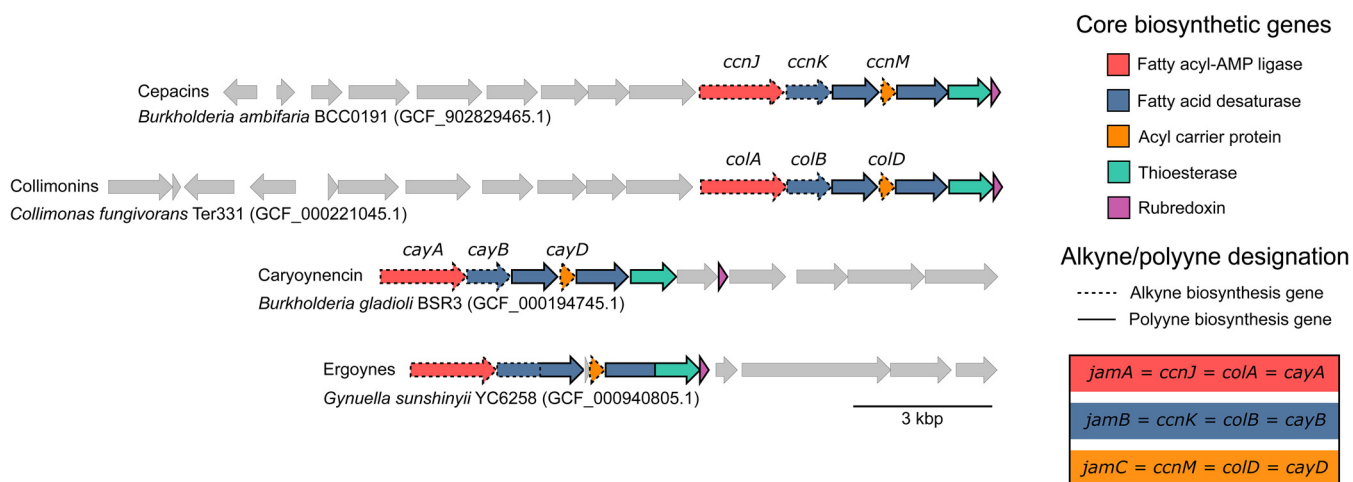 ccnJ ccnK ccnM
Cepacins
Burkholderia ambifaria BCC0191 (GCF_902829465.1)
colA colB colD
Collimonins
Collimonas fungivorans Ter331 (GCF_000221045.1)
cayA cayB cayD
Caryoynencin
Burkholderia gladioli BSR3 (GCF_000194745.1)
Ergoynes
Gynuella sunshinyii YC6258 (GCF_000940805.1)
3 kbp
Core biosynthetic genes
Fatty acyl-AMP ligase
Fatty acid desaturase
Acyl carrier protein
Thioesterase
Rubredoxin
Alkyne/polyyne designation
Alkyne biosynthesis gene
Polyyne biosynthesis gene
jamA = ccnJ = colA = cayA
jamB = ccnK = colB = cayB
jamC = ccnM = colD = cayD